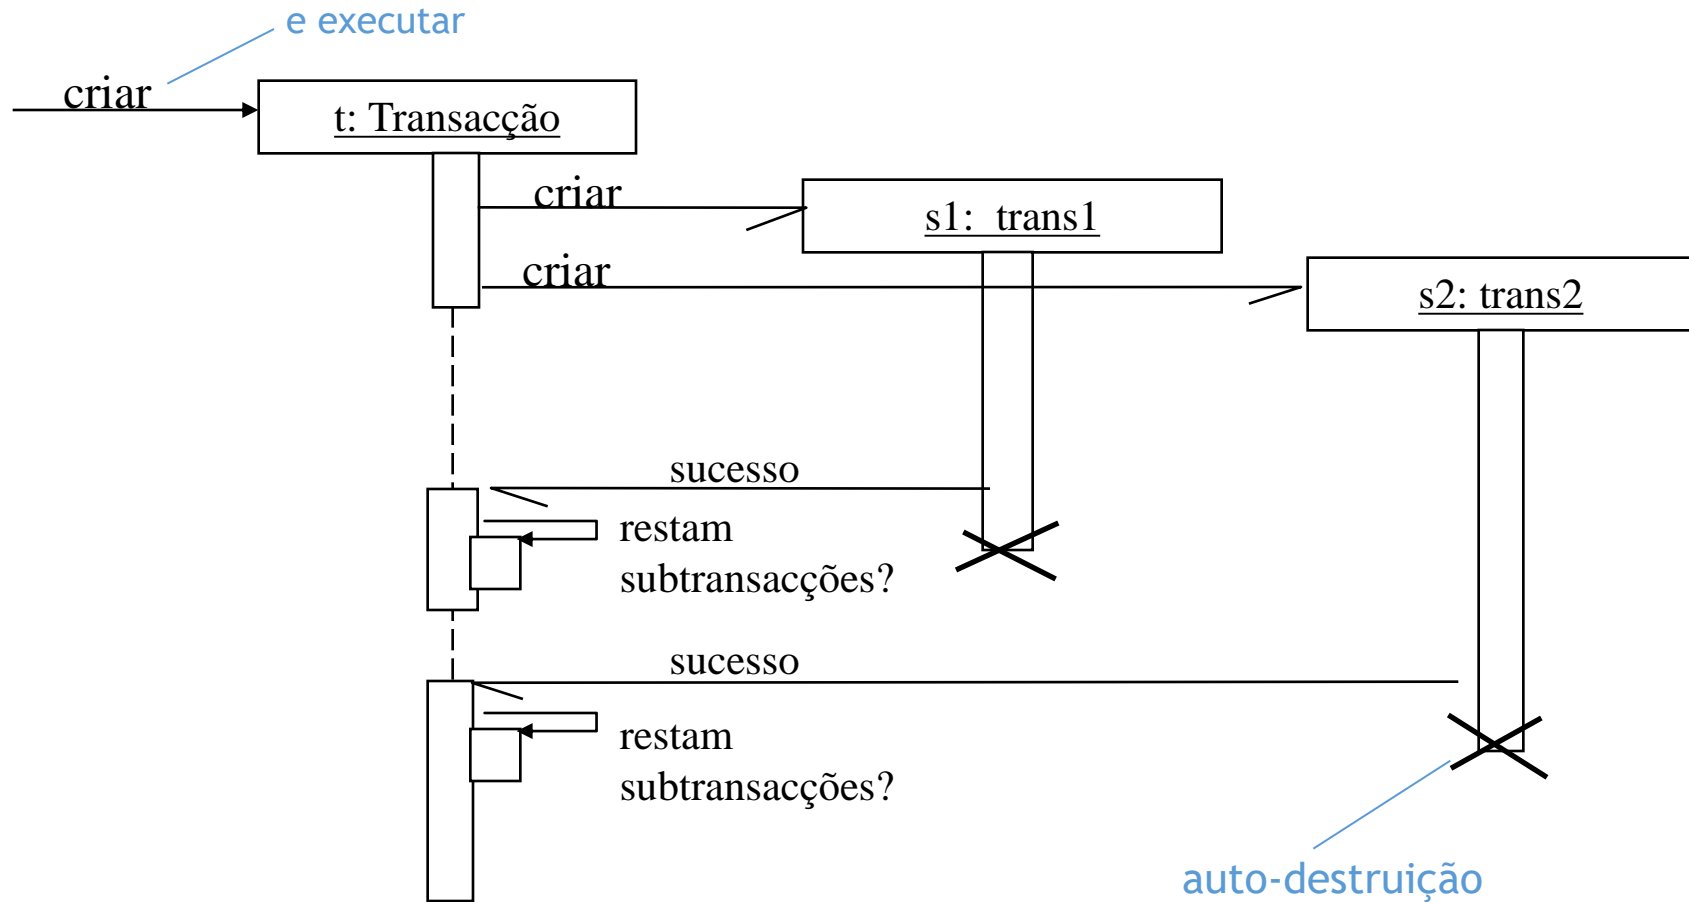 e executar
criar
t: Transacção
criar
s1: trans1
criar
s2: trans2
sucesso
restam
subtransacções?
sucesso
restam
subtransacções?
auto-destruição